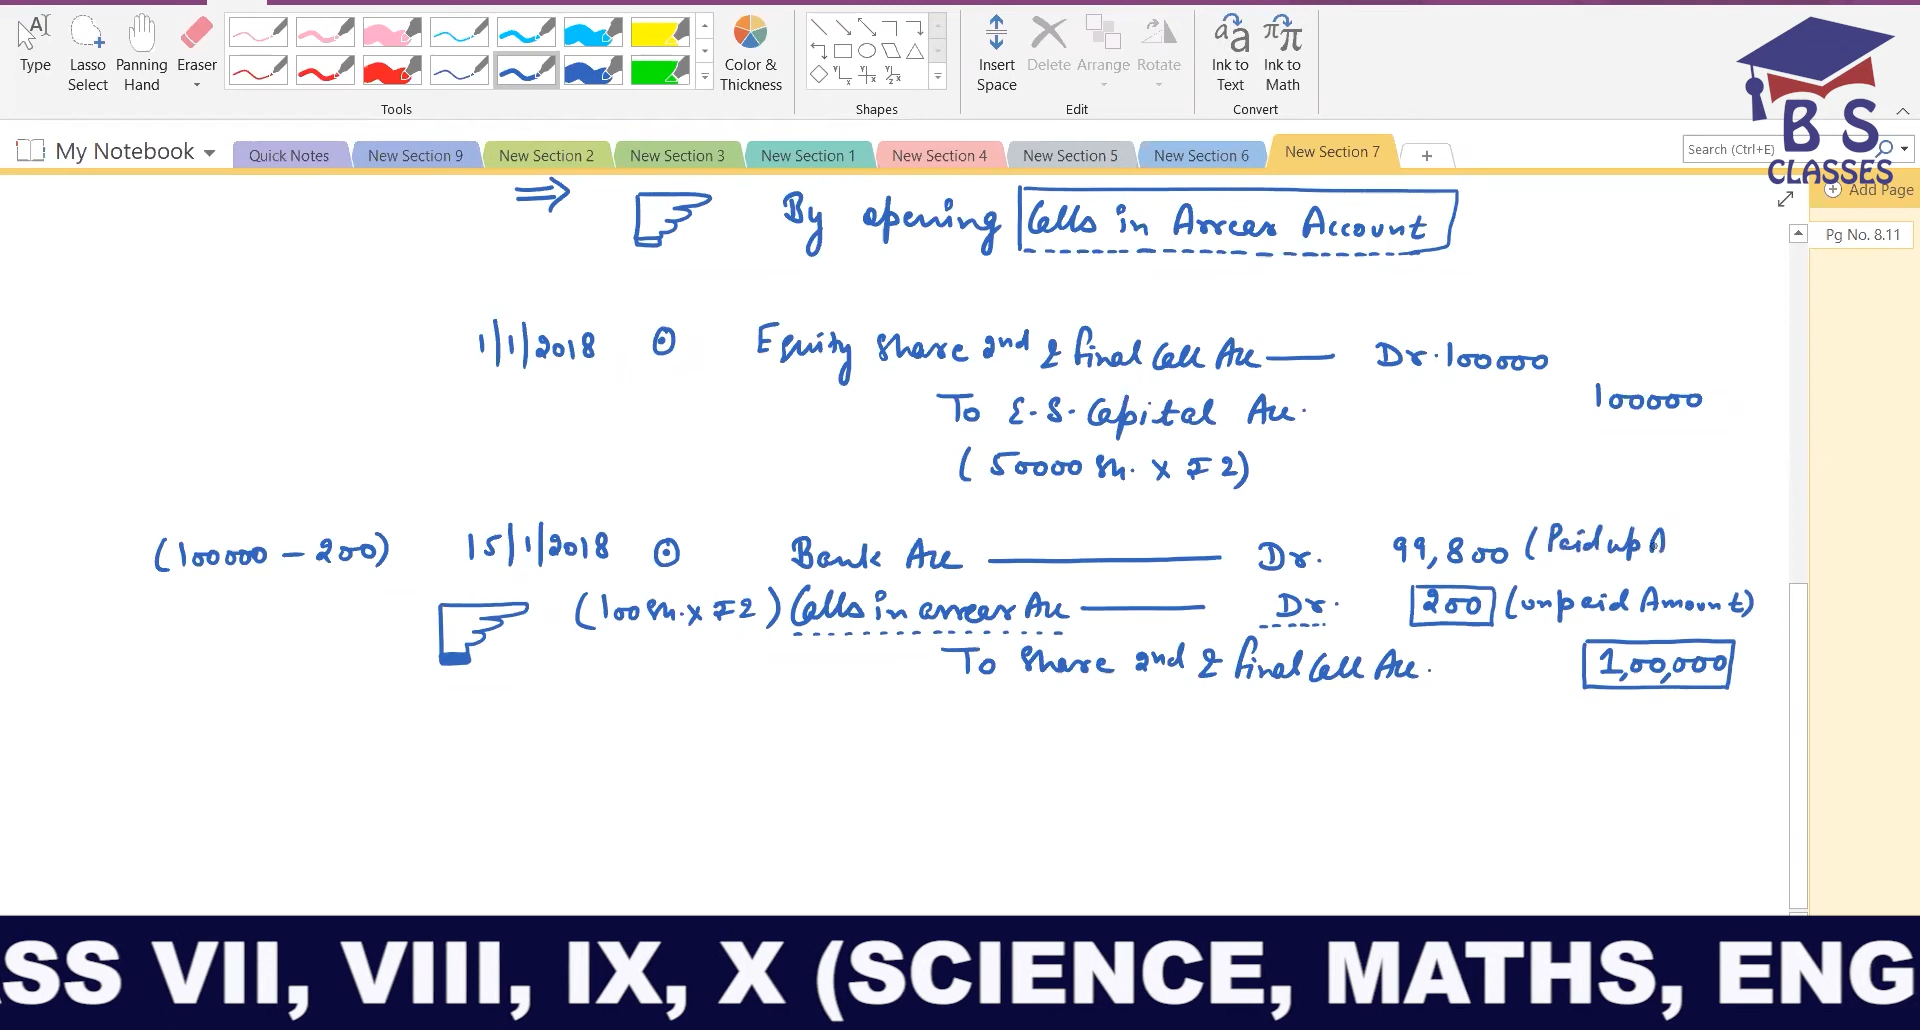 Type
Lasso Select
Panning Hand
Eraser
Color & Thickness
Insert Space
Delete
Arrange
Rotate
Ink to Text
Ink to Math
Tools
Shapes
Edit
Convert
B S
CLASSES
My Notebook
Quick Notes
New Section 9
New Section 2
New Section 3
New Section 1
New Section 4
New Section 5
New Section 6
New Section 7
Search (Ctrl+E)
Add Page
Pg No. 8.11
⇒ By opening Calls in Arrear Account
1/1/2018 Equity Share 2nd & final Call A/c — Dr. 100000
To E.S. Capital A/c. 100000
(50000 Sh. x ₹ 2)
(100000 - 200) 15/1/2018 Bank A/c — Dr. 99,800 (Paid up A
(100 Sh. x ₹ 2) Calls in arrear A/c — Dr. 200 (unpaid Amount)
To Share 2nd & final Call A/c. 1,00,000
SS VII, VIII, IX, X (SCIENCE, MATHS, ENG